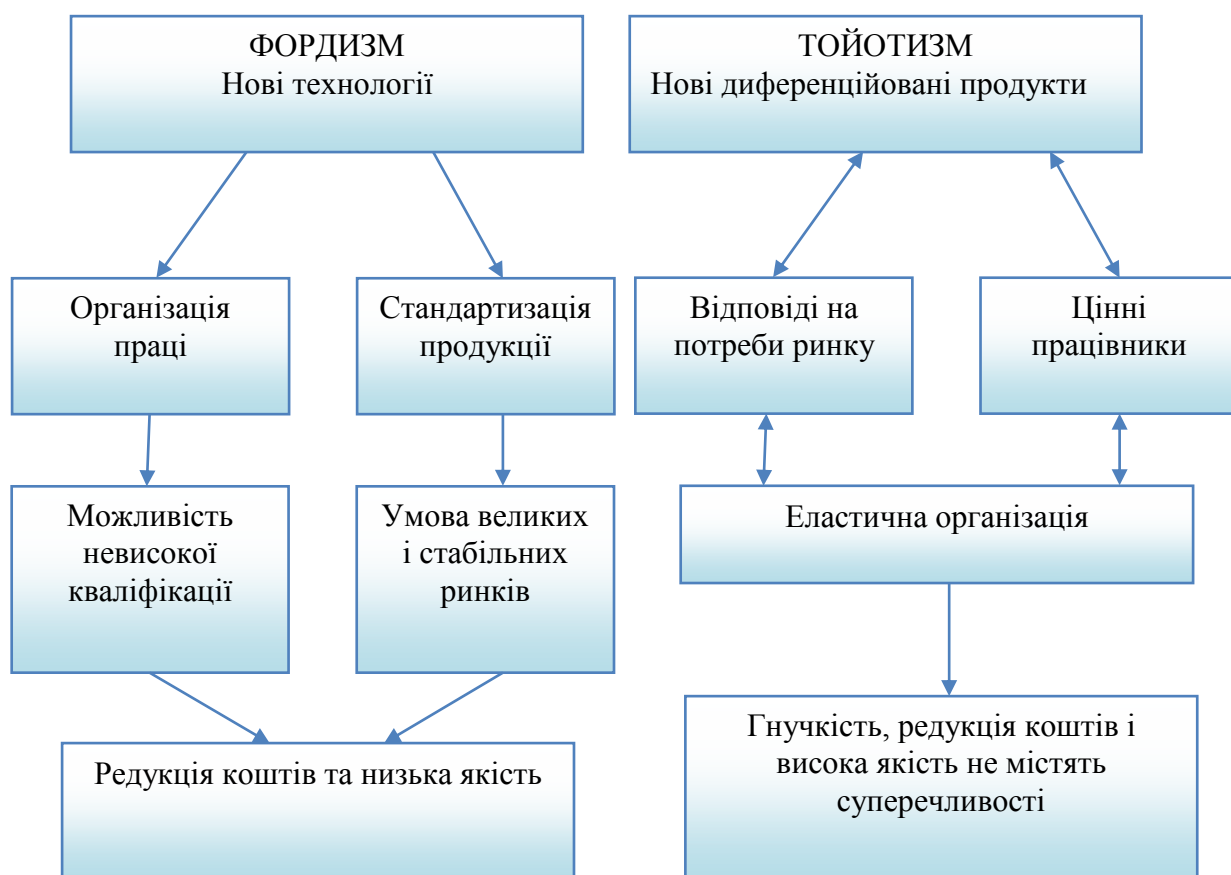 ФОРДИЗМ
Нові технології
ТОЙОТИЗМ
Нові диференційовані продукти
Організація
праці
Стандартизація
продукції
Відповіді на
потреби ринку
Цінні
працівники
Можливість
невисокої
кваліфікації
Умова великих
і стабільних
ринків
Еластична організація
Редукція коштів та низька якість
Гнучкість, редукція коштів і
висока якість не містять
суперечливості